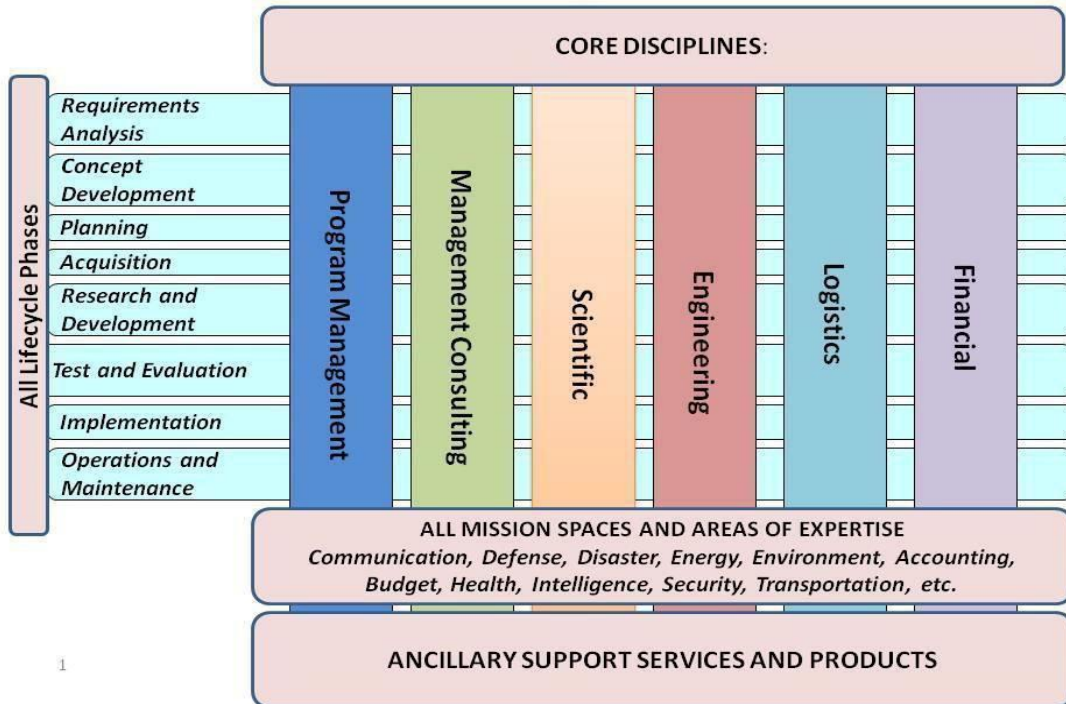 CORE DISCIPLINES:
All Lifecycle Phases
Requirements
Analysis
Concept
Development
Planning
Acquisition
Research and
Development
Test and Evaluation
Implementation
Operations and
Maintenance
Program Management
Management Consulting
Scientific
Engineering
Logistics
Financial
ALL MISSION SPACES AND AREAS OF EXPERTISE
Communication, Defense, Disaster, Energy, Environment, Accounting,
Budget, Health, Intelligence, Security, Transportation, etc.
ANCILLARY SUPPORT SERVICES AND PRODUCTS
1